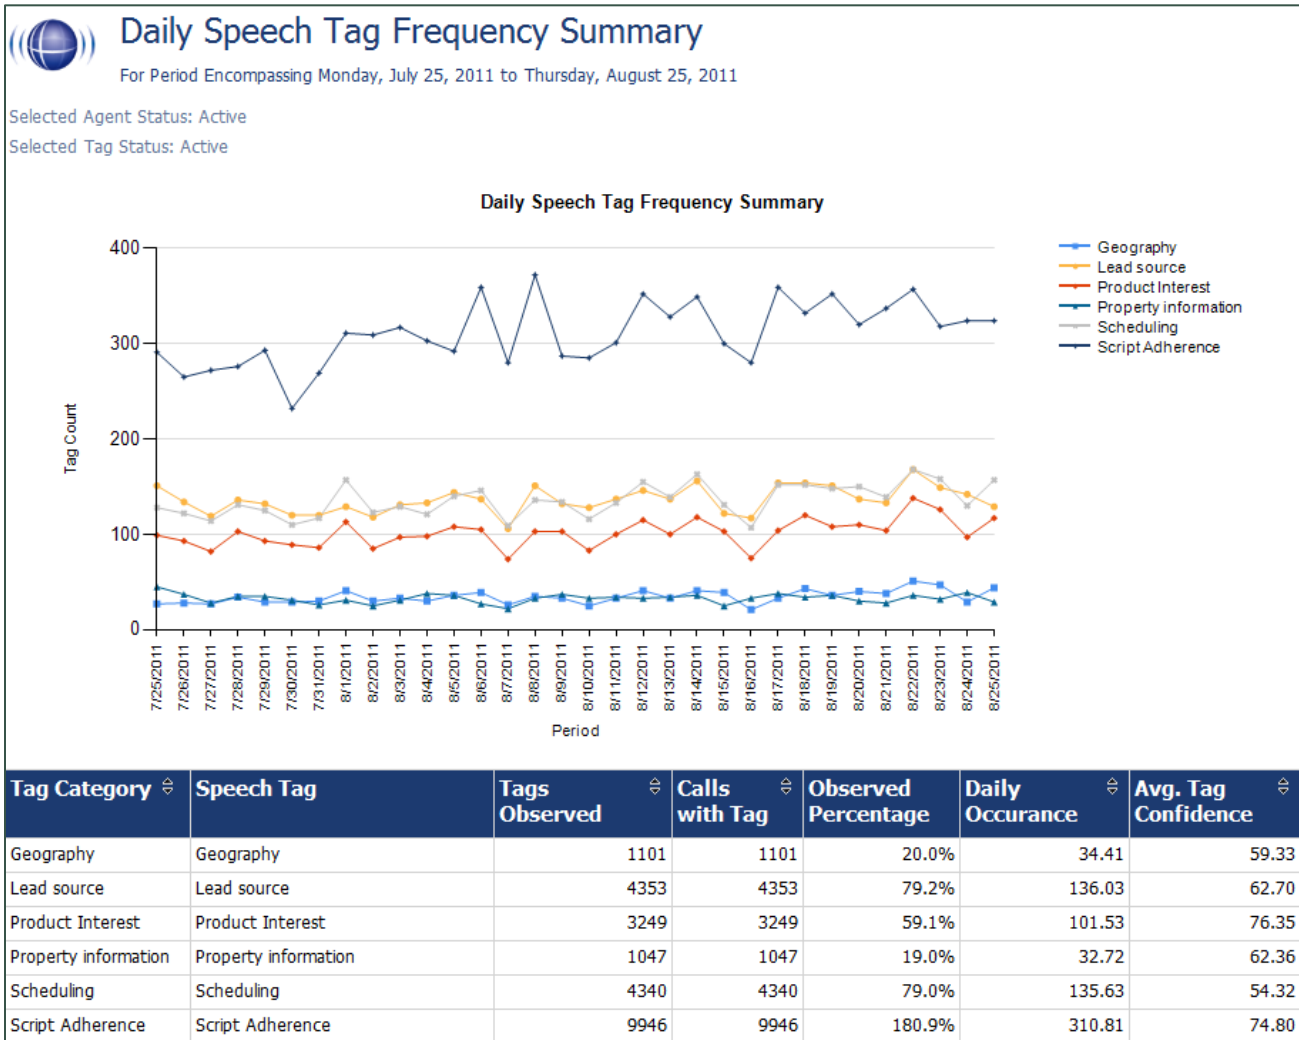 Daily Speech Tag Frequency Summary
For Period Encompassing Monday, July 25, 2011 to Thursday, August 25, 2011
Selected Agent Status: Active
Selected Tag Status: Active
Daily Speech Tag Frequency Summary
400
300
200
100
0
Tag Count
Geography
Lead source
Product Interest
Property information
Scheduling
Script Adherence
7/25/2011
7/26/2011
7/27/2011
7/28/2011
7/29/2011
7/30/2011
7/31/2011
8/1/2011
8/2/2011
8/3/2011
8/4/2011
8/5/2011
8/6/2011
8/7/2011
8/8/2011
8/9/2011
8/10/2011
8/11/2011
8/12/2011
8/13/2011
8/14/2011
8/15/2011
8/16/2011
8/17/2011
8/18/2011
8/19/2011
8/20/2011
8/21/2011
8/22/2011
8/23/2011
8/24/2011
8/25/2011
Period
Tag Category Speech Tag Tags Observed Calls with Tag Observed Percentage Daily Occurance Avg. Tag Confidence
Geography Geography 1101 1101 20.0% 34.41 59.33
Lead source Lead source 4353 4353 79.2% 136.03 62.70
Product Interest Product Interest 3249 3249 59.1% 101.53 76.35
Property information Property information 1047 1047 19.0% 32.72 62.36
Scheduling Scheduling 4340 4340 79.0% 135.63 54.32
Script Adherence Script Adherence 9946 9946 180.9% 310.81 74.80